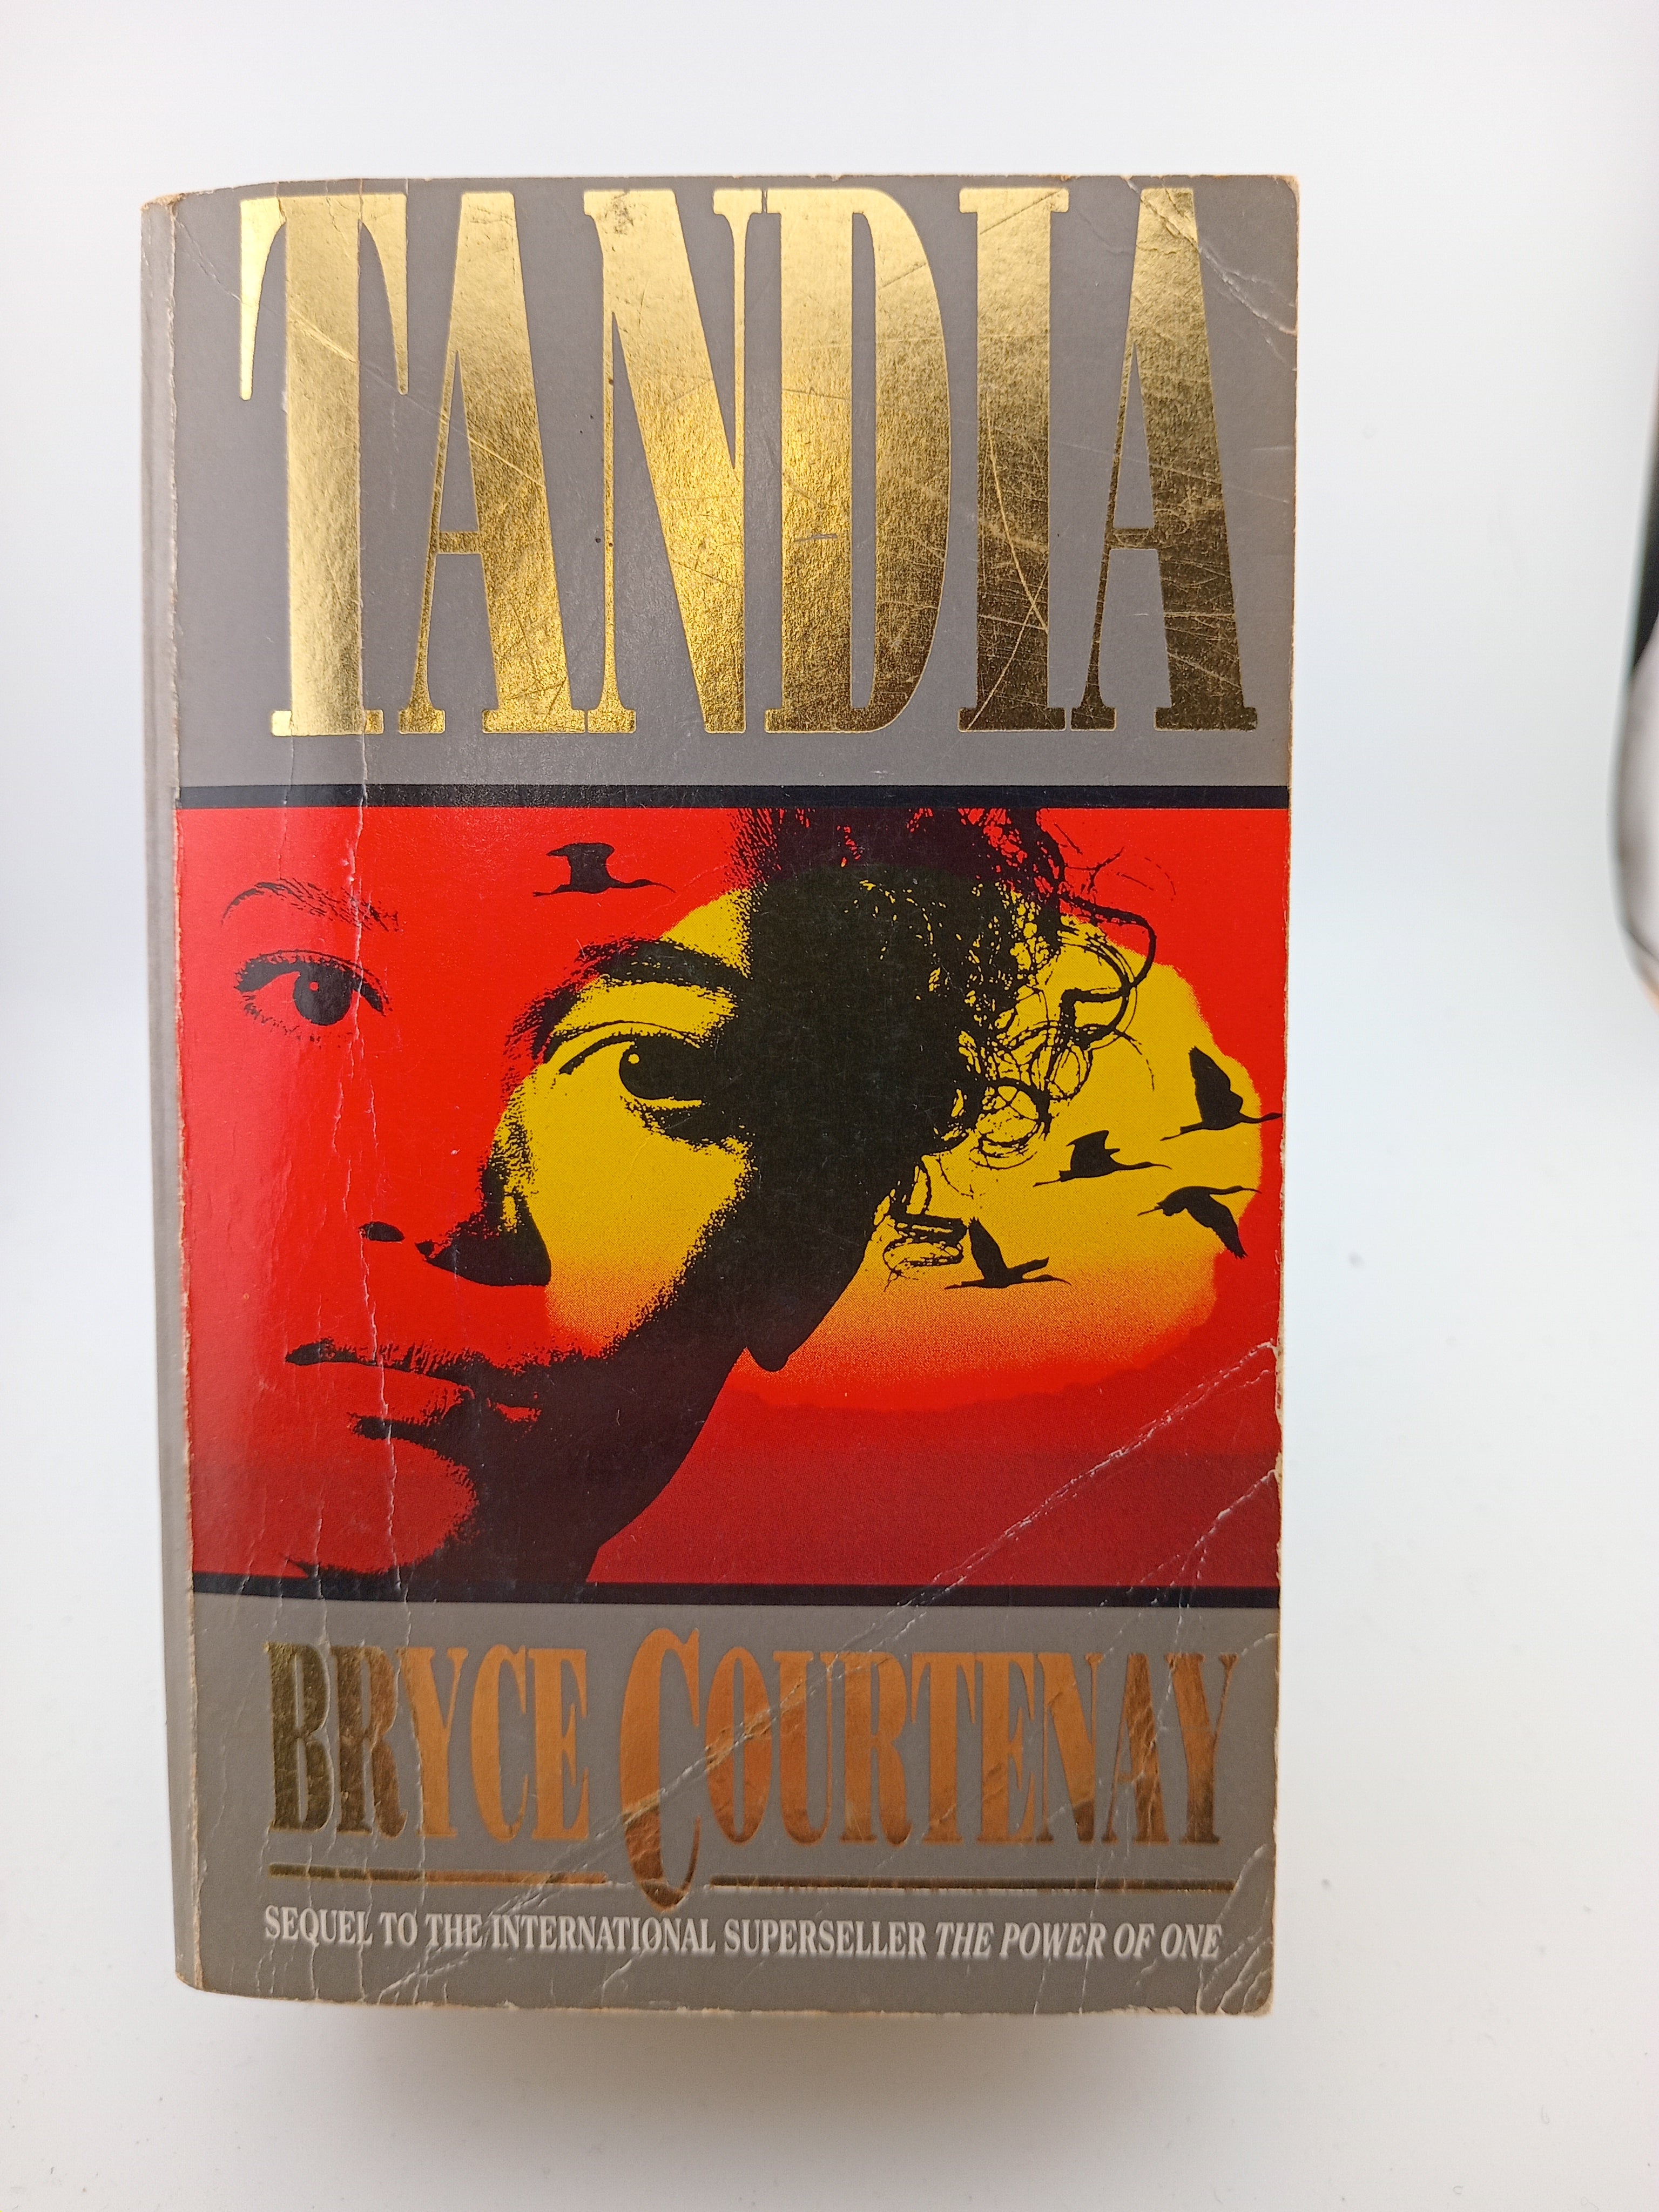 TANDIA
BRYCE COURTENAY
SEQUEL TO THE INTERNATIONAL SUPERSELLER THE POWER OF ONE